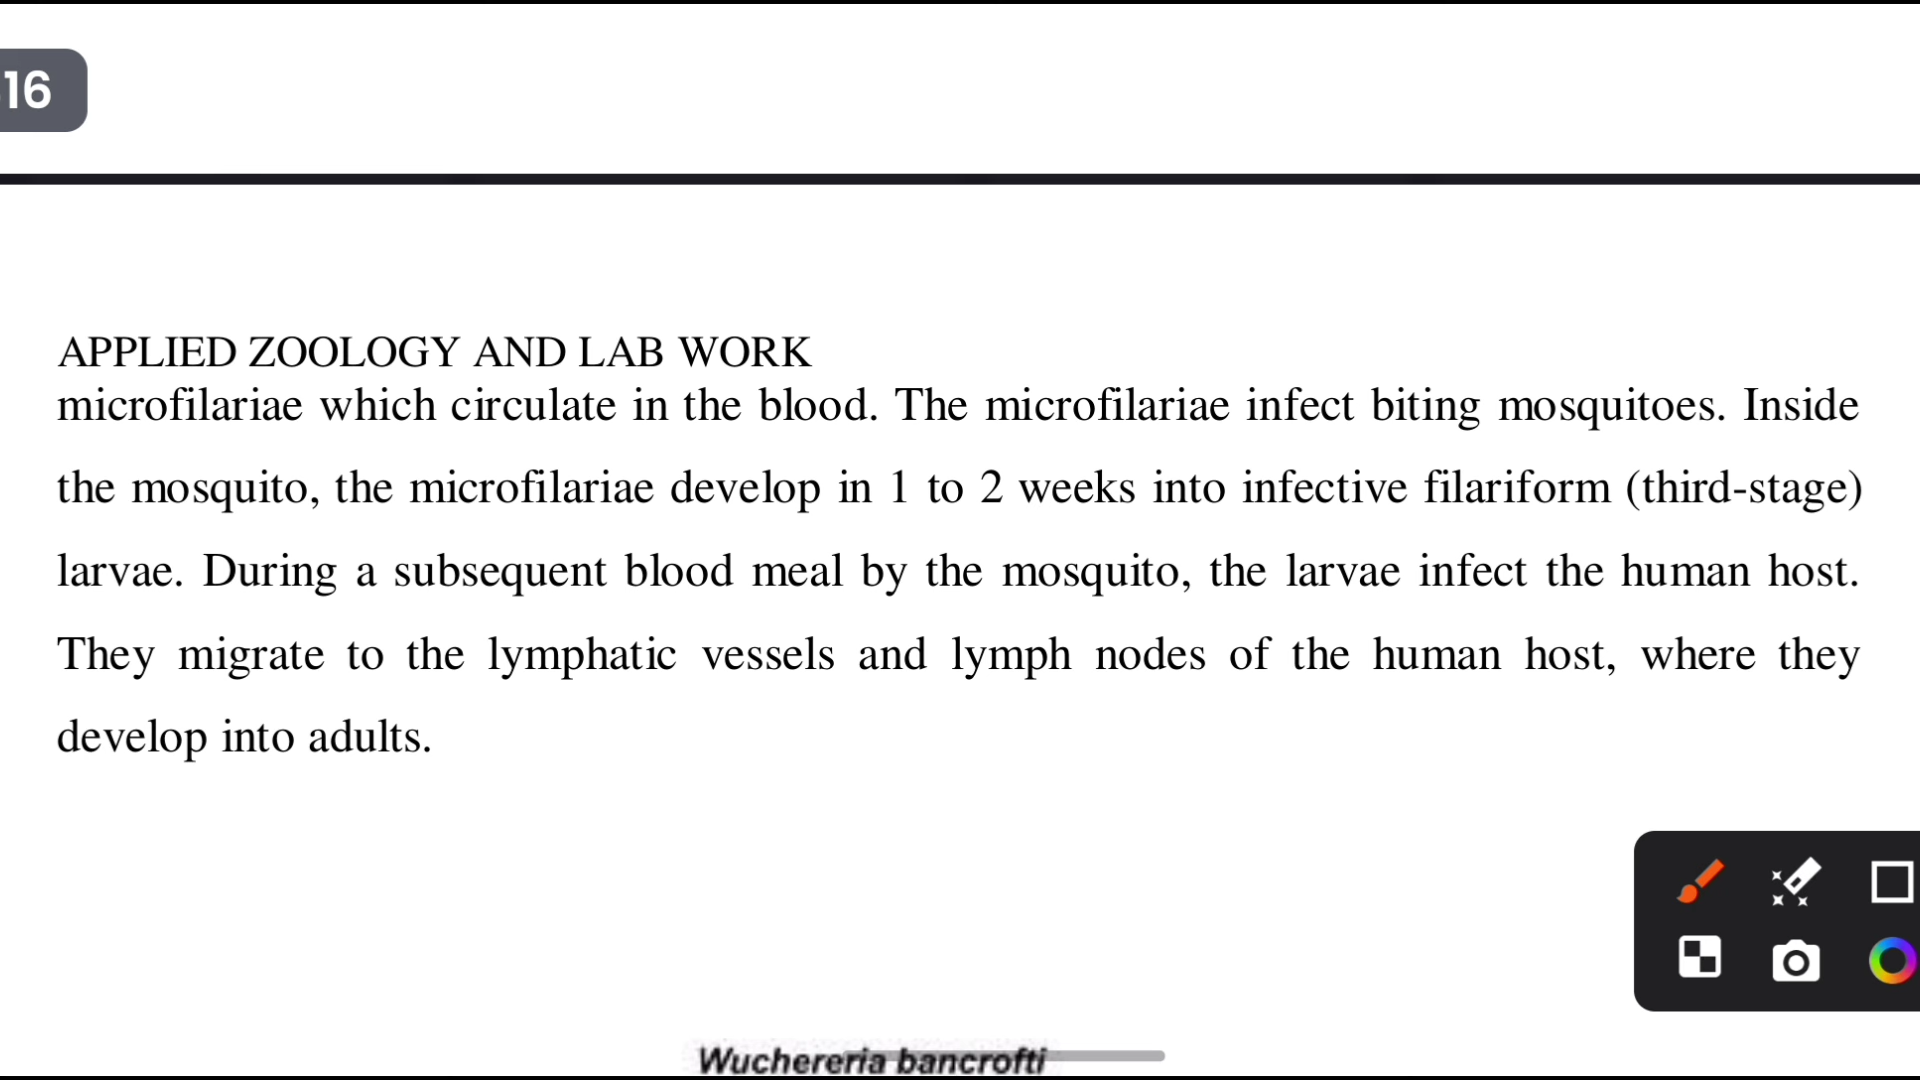 16
APPLIED ZOOLOGY AND LAB WORK
microfilariae which circulate in the blood. The microfilariae infect biting mosquitoes. Inside
the mosquito, the microfilariae develop in 1 to 2 weeks into infective filariform (third-stage)
larvae. During a subsequent blood meal by the mosquito, the larvae infect the human host.
They migrate to the lymphatic vessels and lymph nodes of the human host, where they
develop into adults.
Wuchereria bancrofti